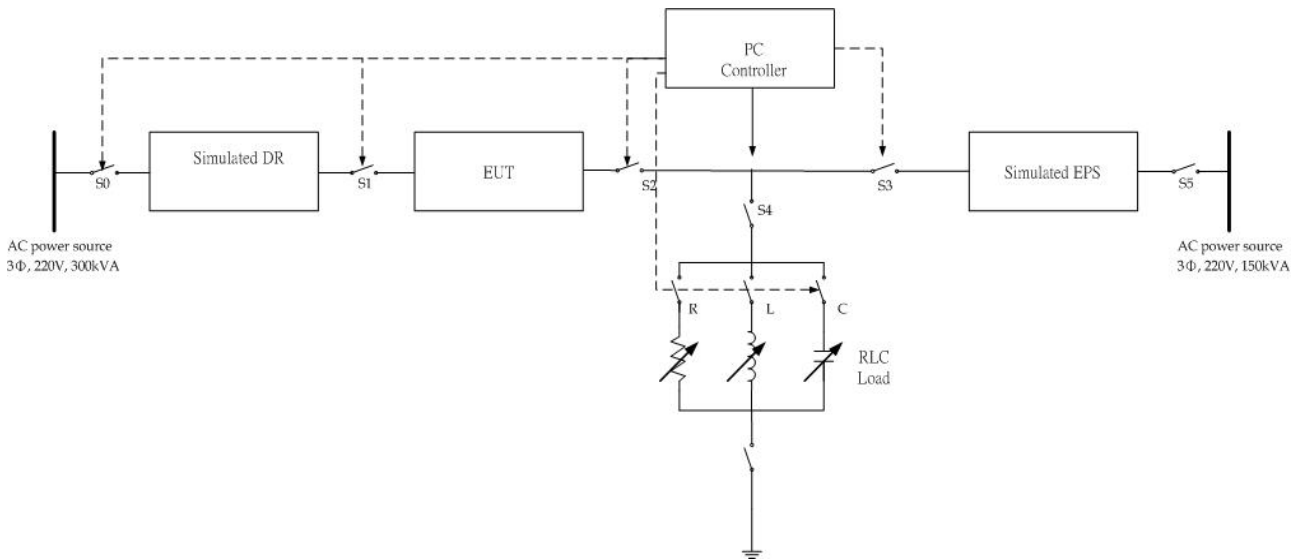 PC
Controller
Simulated DR
EUT
Simulated EPS
S0
S1
S2
S3
S5
S4
AC power source
3Φ, 220V, 300kVA
AC power source
3Φ, 220V, 150kVA
R
L
C
RLC
Load